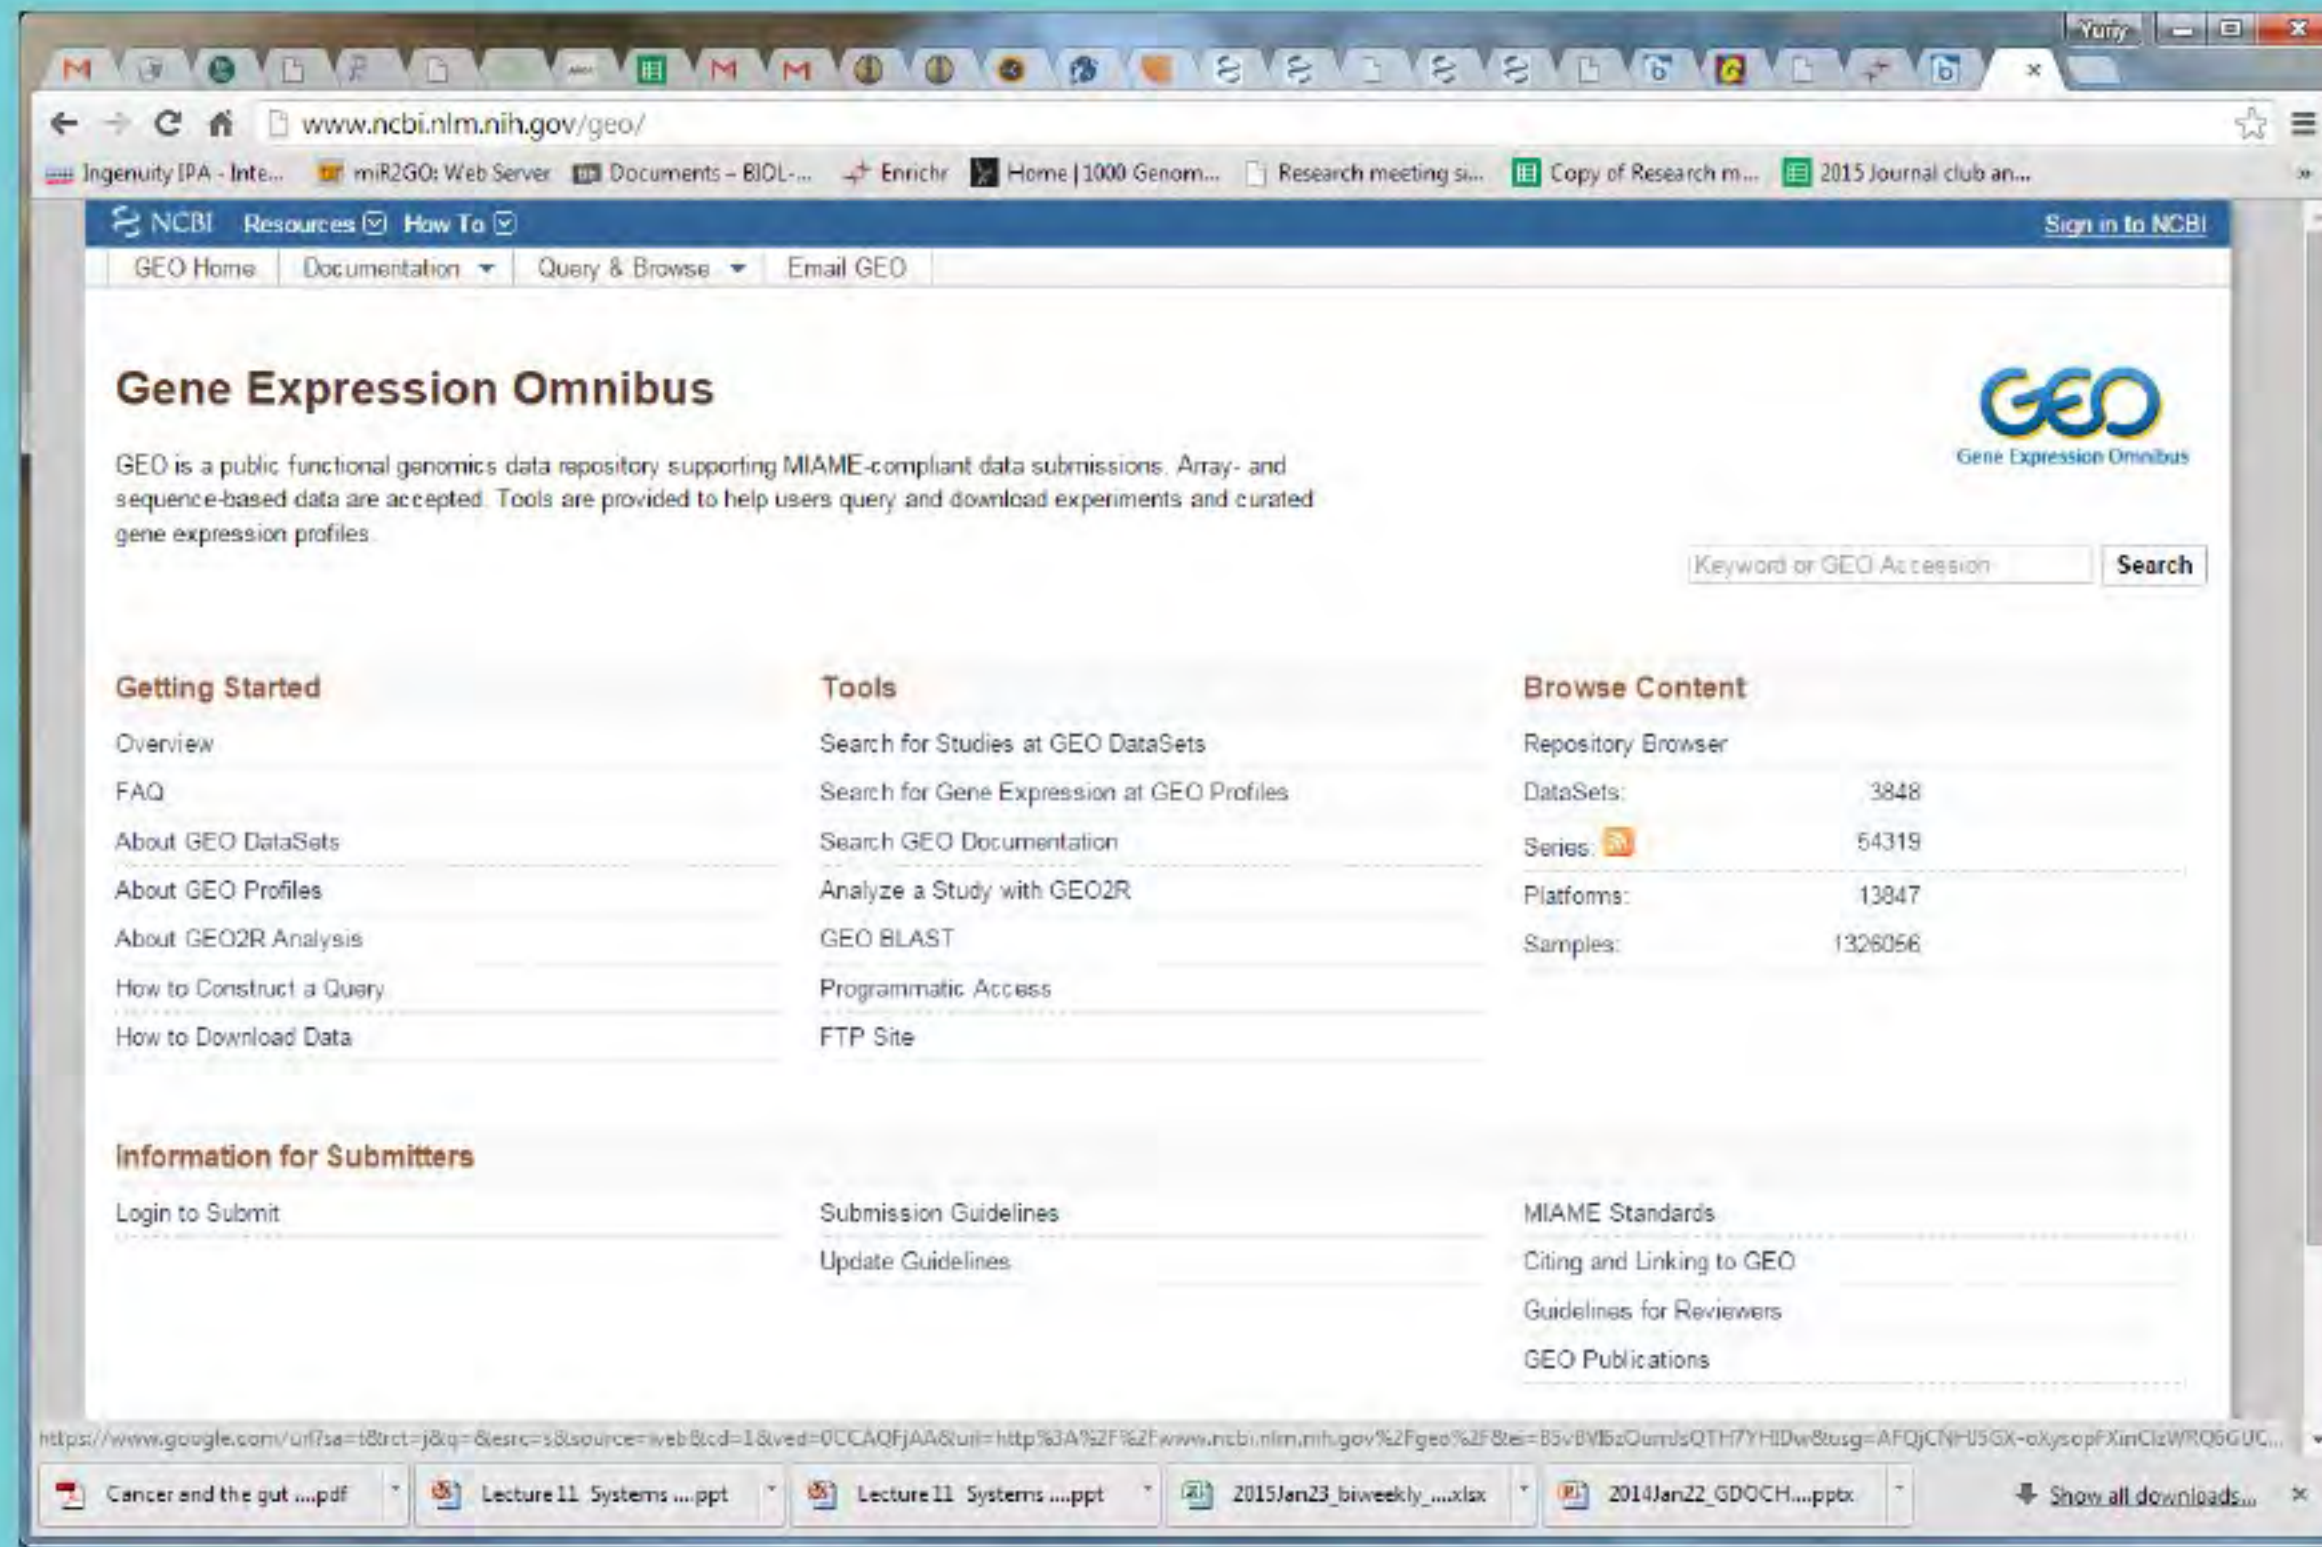 Yuriy
www.ncbi.nlm.nih.gov/geo/
Ingenuity IPA - Inte... miR2GO: Web Server Documents – BIOL-... Enrichr Home | 1000 Genom... Research meeting si... Copy of Research m... 2015 Journal club an...
NCBI Resources How To Sign in to NCBI
GEO Home Documentation Query & Browse Email GEO
Gene Expression Omnibus
GEO
Gene Expression Omnibus
GEO is a public functional genomics data repository supporting MIAME-compliant data submissions. Array- and
sequence-based data are accepted. Tools are provided to help users query and download experiments and curated
gene expression profiles.
Keyword or GEO Accession Search
Getting Started Tools Browse Content
Overview Search for Studies at GEO DataSets Repository Browser
FAQ Search for Gene Expression at GEO Profiles DataSets: 3848
About GEO DataSets Search GEO Documentation Series: 54319
About GEO Profiles Analyze a Study with GEO2R Platforms: 13847
About GEO2R Analysis GEO BLAST Samples: 1326056
How to Construct a Query Programmatic Access
How to Download Data FTP Site
Information for Submitters
Login to Submit Submission Guidelines MIAME Standards
Update Guidelines Citing and Linking to GEO
Guidelines for Reviewers
GEO Publications
Cancer and the gut ....pdf Lecture 11 Systems ....ppt Lecture 11 Systems ....ppt 2015Jan23_biweekly_....xlsx 2014Jan22_GDOCH....pptx Show all downloads...